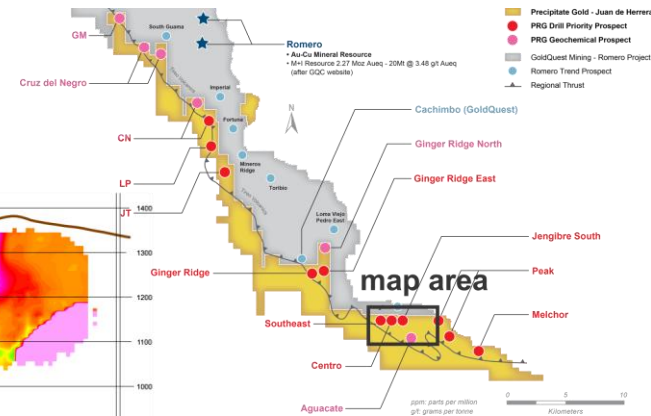 GM
South Guama
Romero
• Au-Cu Mineral Resource
• M+I Resource 2.27 Moz Aueq - 20Mt @ 3.48 g/t Aueq
(after GQC website)
Precipitate Gold - Juan de Herrera
PRG Drill Priority Prospect
PRG Geochemical Prospect
GoldQuest Mining - Romero Project
Romero Trend Prospect
Regional Thrust
Cruz del Negro
Imperial
N
Fortuna
Cachimbo (GoldQuest)
CN
Ginger Ridge North
Mineros
Ridge
LP
Toribio
Ginger Ridge East
JT
1400
Loma Viejo
Pedro East
Jengibre South
1300
Ginger Ridge
map area
Peak
1200
Southeast
Melchor
1100
Centro
1000
Aguacate
ppm: parts per million
g/t: grams per tonne
0
5
10
Kilometers